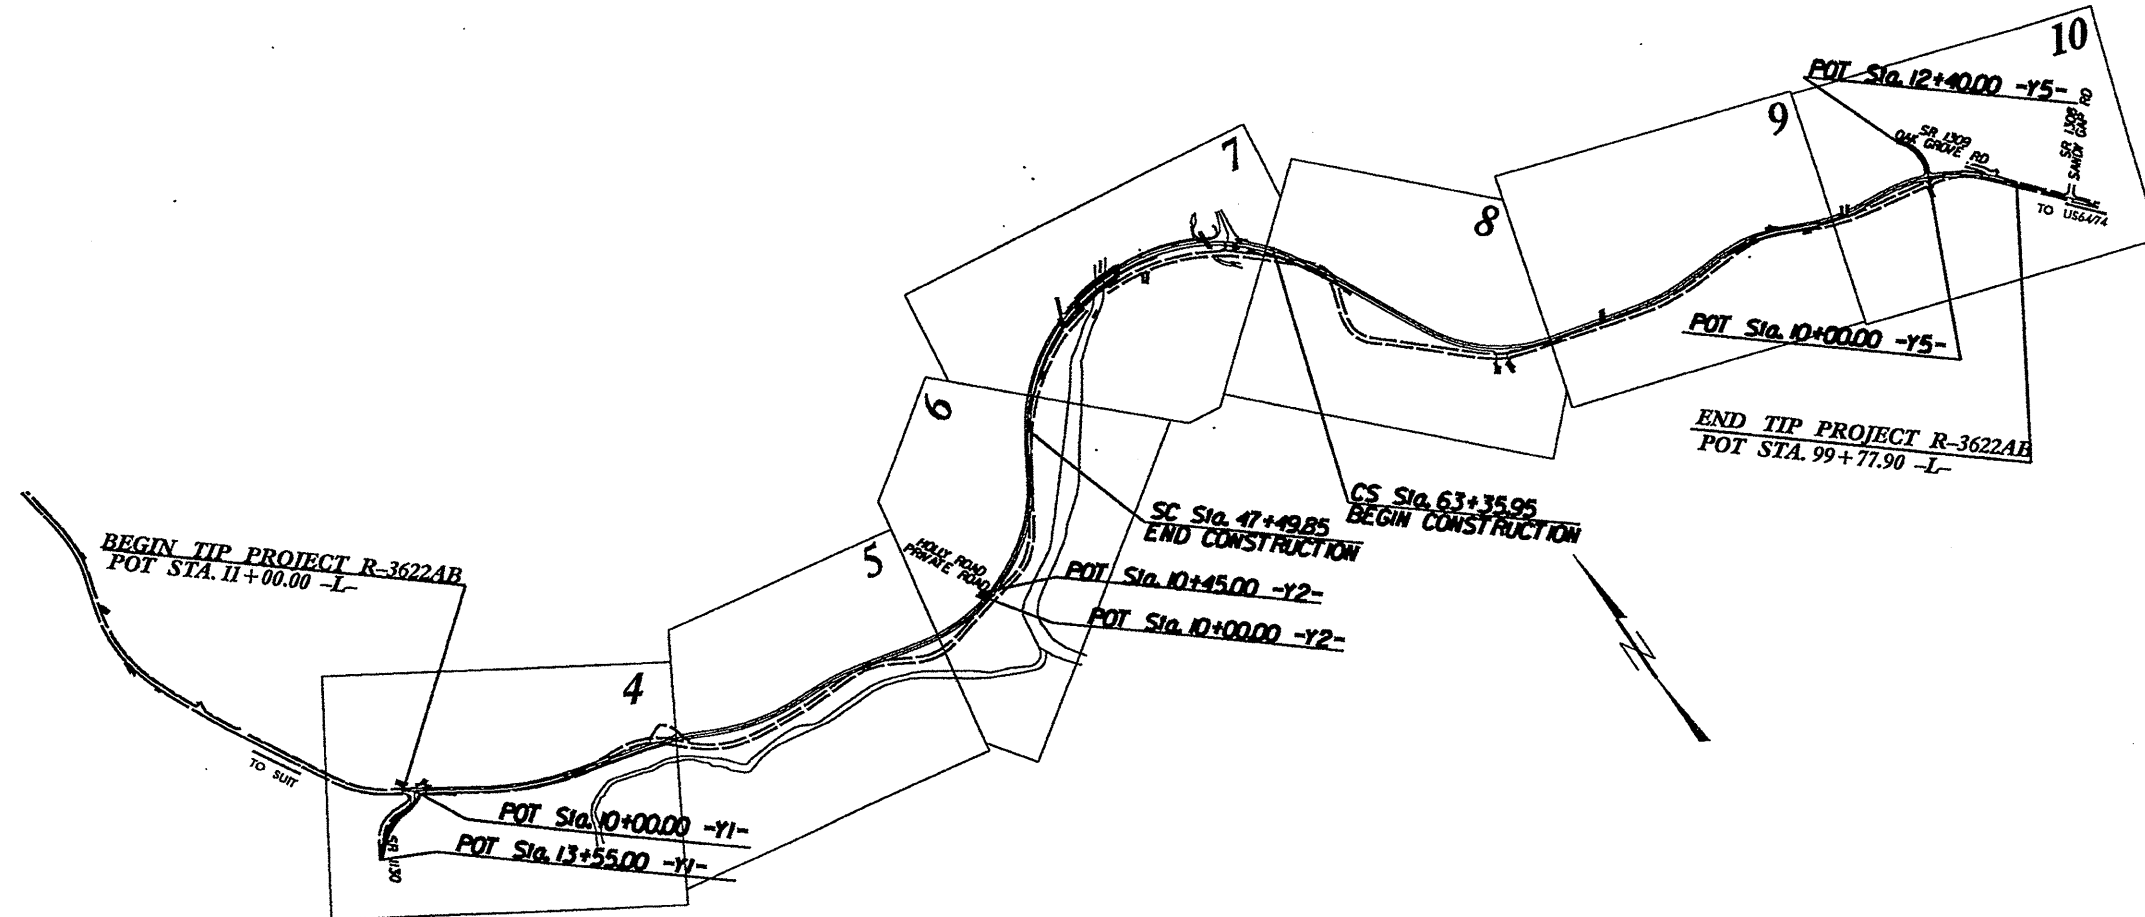 10
POT Sta. 12+40.00 -Y5-
SR 1308
SANDY GAP RD
SR 1309
OAK GROVE RD
TO US64/74
9
7
8
POT Sta. 10+00.00 -Y5-
6
END TIP PROJECT R-3622AB
POT STA. 99+77.90 -L-
CS Sta. 63+35.95
BEGIN CONSTRUCTION
SC Sta. 47+49.85
END CONSTRUCTION
BEGIN TIP PROJECT R-3622AB
POT STA. 11+00.00 -L-
5
HOLLY ROAD
PRIVATE ROAD
POT Sta. 10+45.00 -Y2-
POT Sta. 10+00.00 -Y2-
4
TO SUIT
POT Sta. 10+00.00 -Y1-
POT Sta. 13+55.00 -Y1-
SR 1130